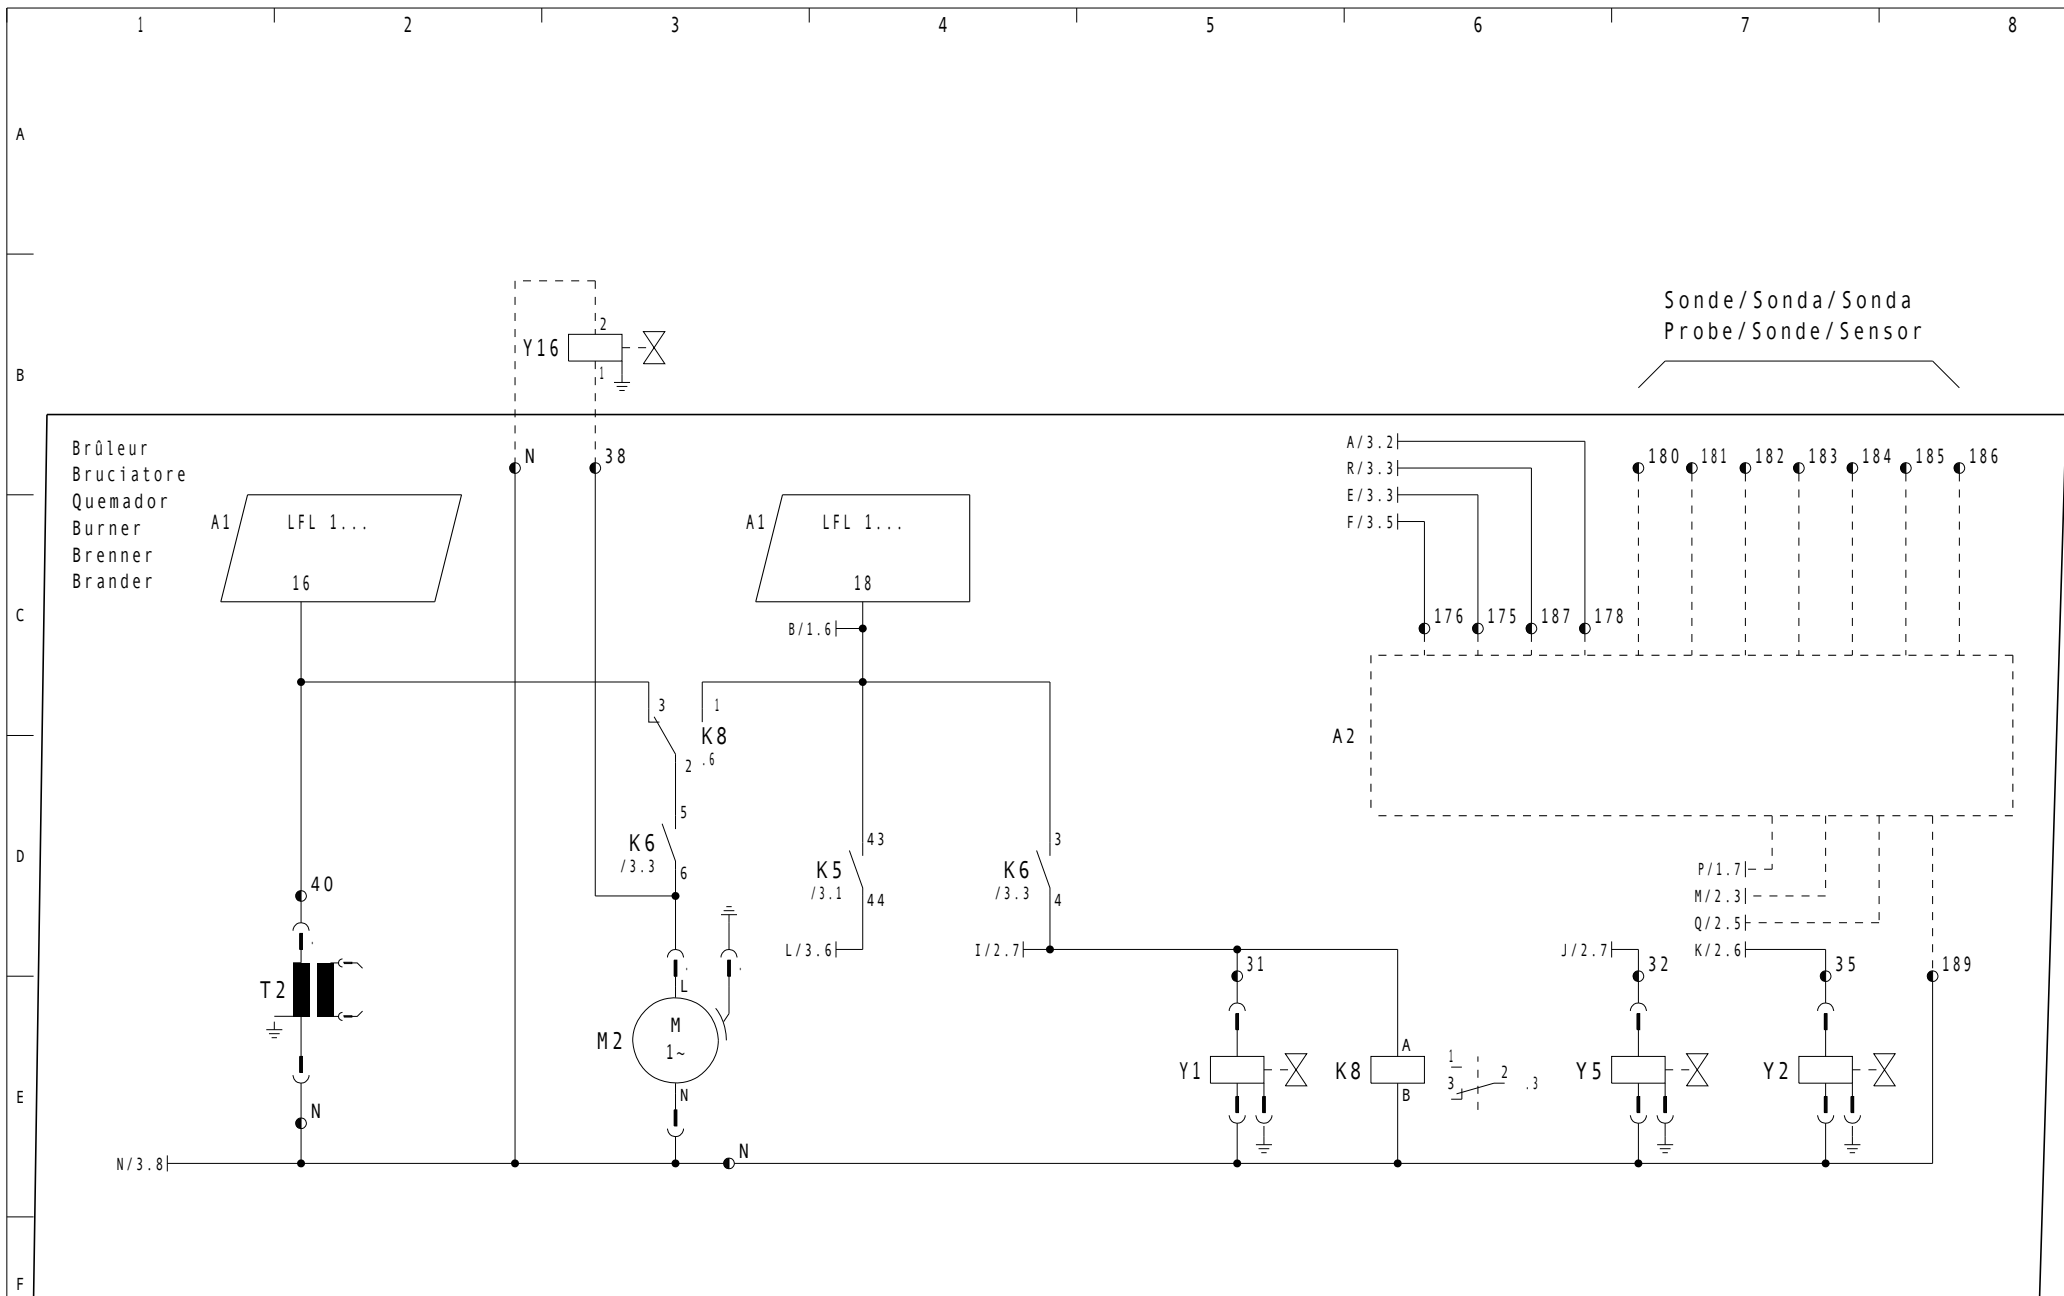 1 2 3 4 5 6 7 8
A
B
C
D
E
F
Sonde/Sonda/Sonda
Probe/Sonde/Sensor
Y16
2
1
Brûleur
Bruciatore
Quemador
Burner
Brenner
Brander
N
38
A/3.2
R/3.3
E/3.3
F/3.5
180 181 182 183 184 185 186
A1
LFL 1...
16
A1
LFL 1...
18
B/1.6
176 175 187 178
3
1
K8
.6
2
A2
5
K6
/3.3
6
43
K5
/3.1
44
3
K6
/3.3
4
P/1.7
M/2.3
Q/2.5
K/2.6
40
L/3.6
I/2.7
31
J/2.7
32
35
189
T2
L
M2
M
1~
N
Y1
K8
A
B
1
3
2
.3
Y5
Y2
N
N
N/3.8